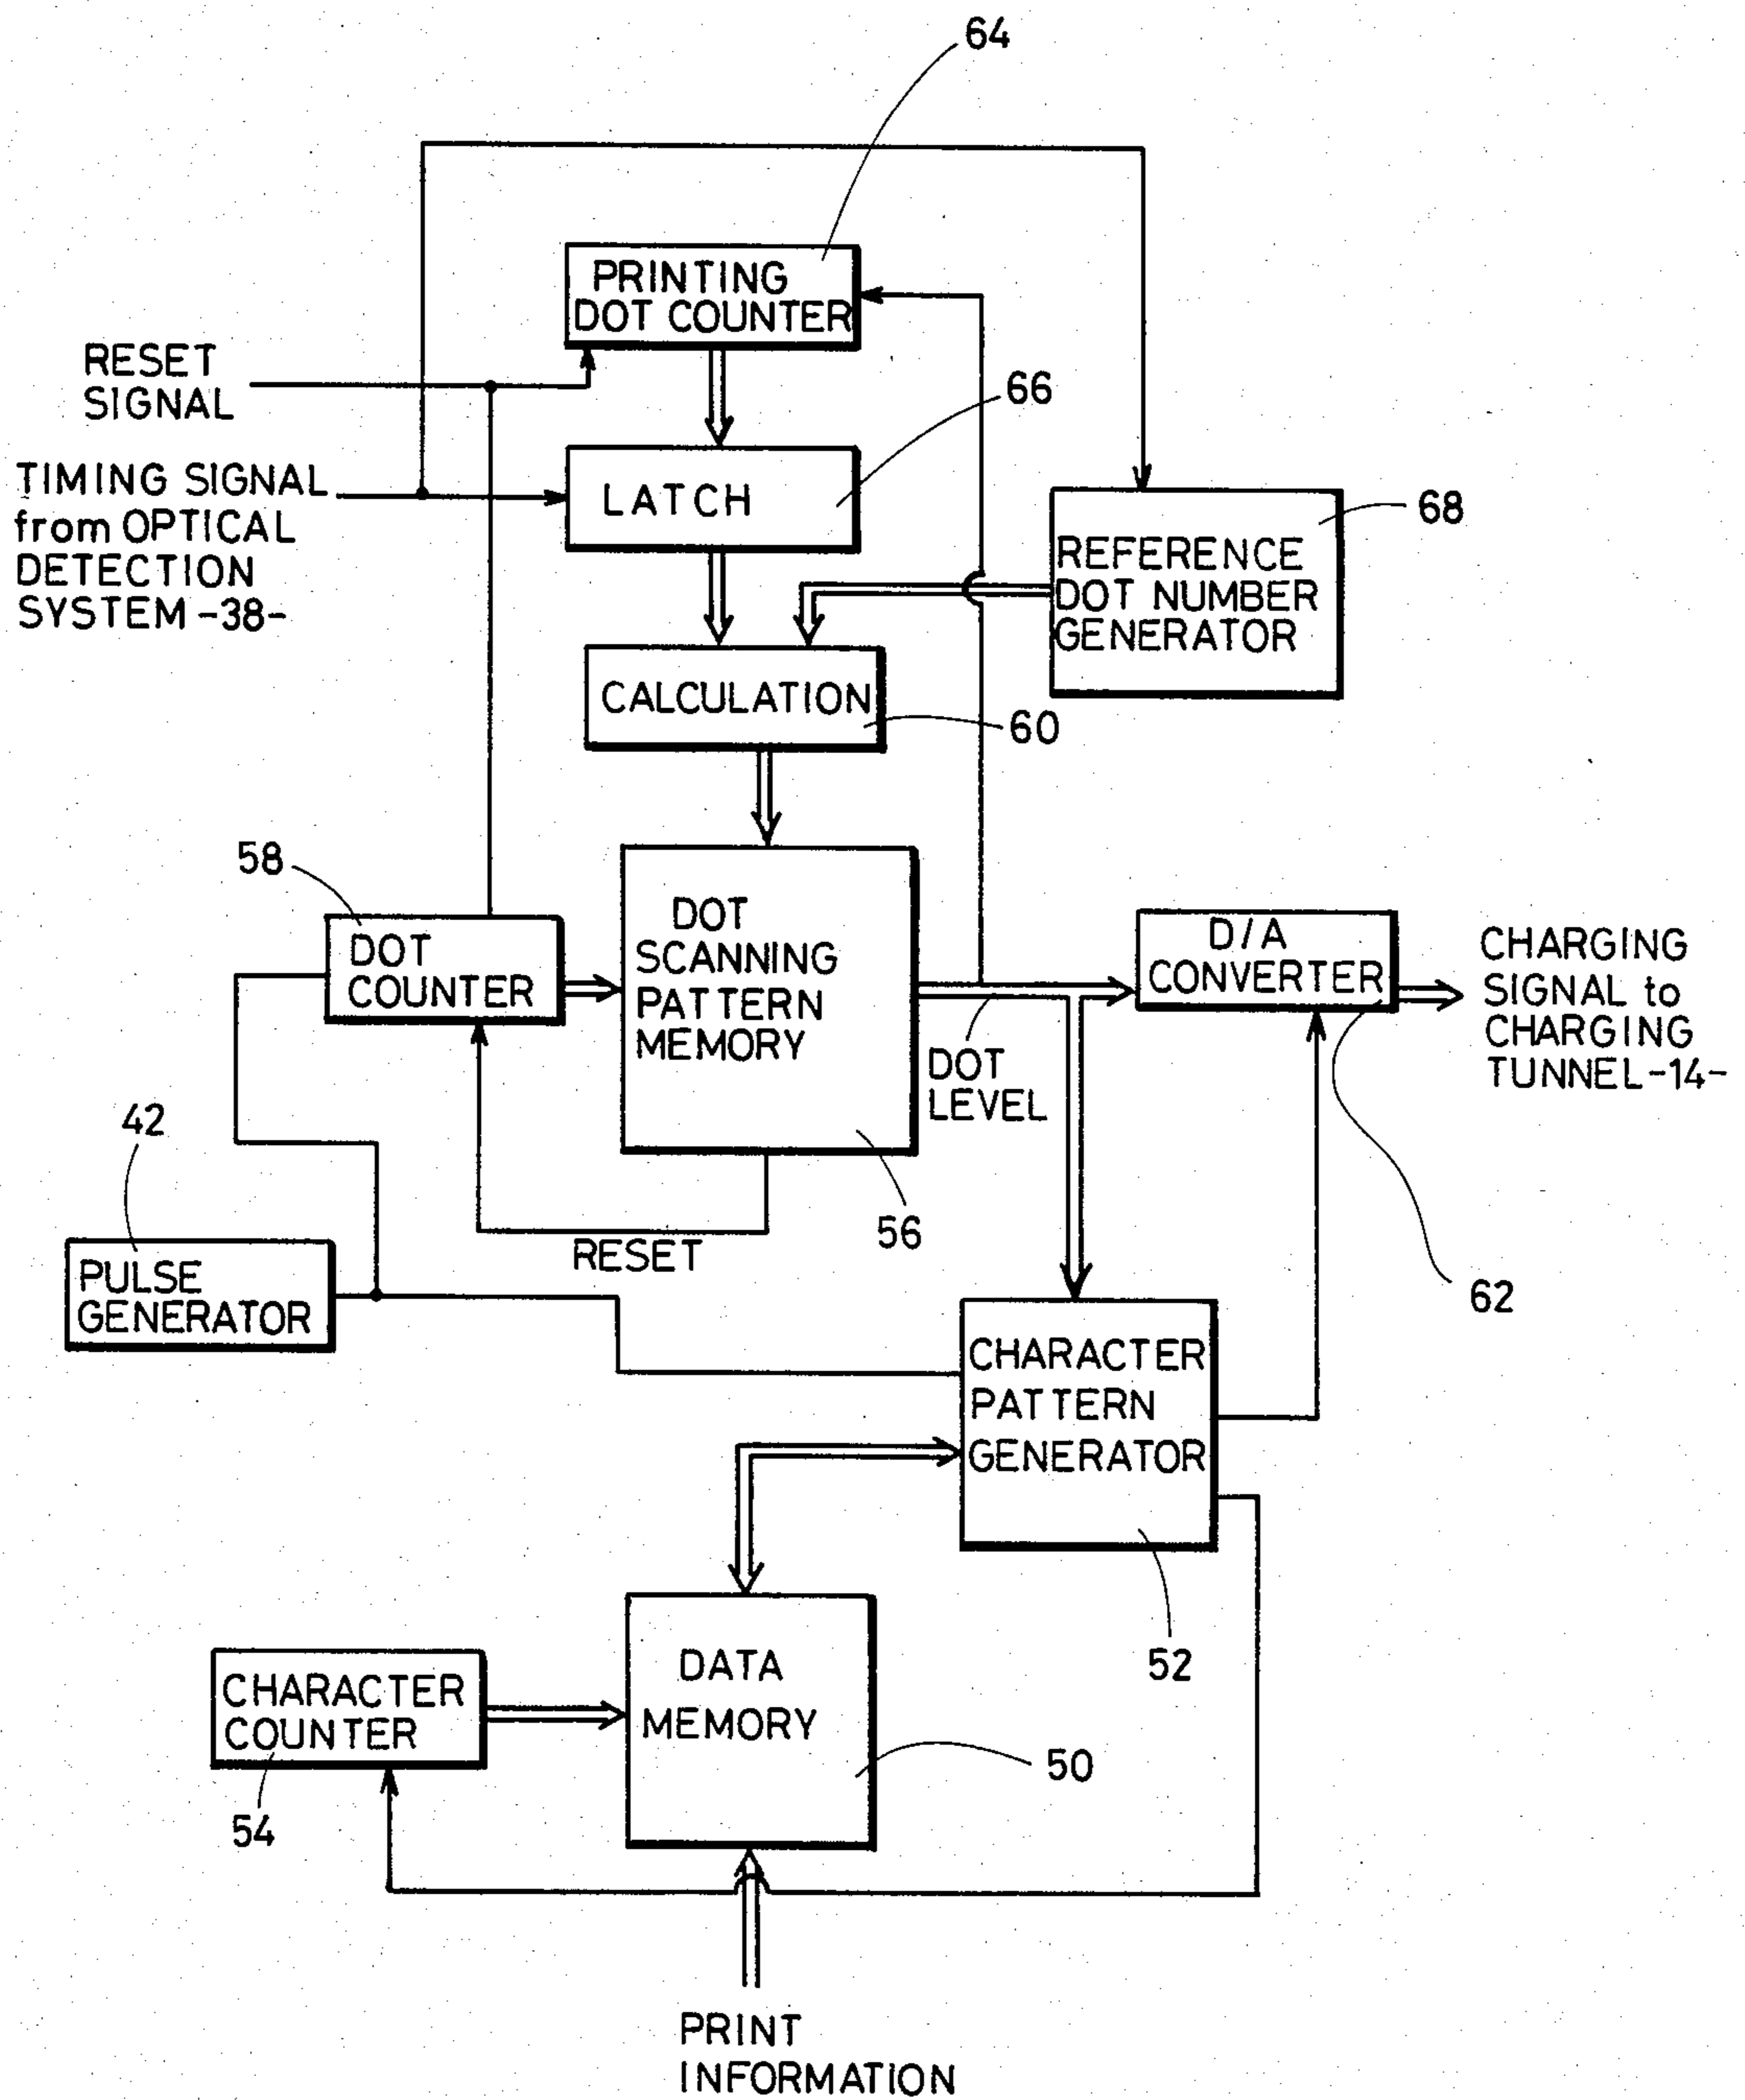 64
PRINTING
DOT COUNTER
RESET
SIGNAL
66
TIMING SIGNAL
from OPTICAL
DETECTION
SYSTEM -38-
LATCH
68
REFERENCE
DOT NUMBER
GENERATOR
CALCULATION
60
58
DOT
COUNTER
DOT
SCANNING
PATTERN
MEMORY
D/A
CONVERTER
CHARGING
SIGNAL to
CHARGING
TUNNEL-14-
DOT
LEVEL
42
56
RESET
62
PULSE
GENERATOR
CHARACTER
PATTERN
GENERATOR
52
DATA
MEMORY
CHARACTER
COUNTER
50
54
PRINT
INFORMATION